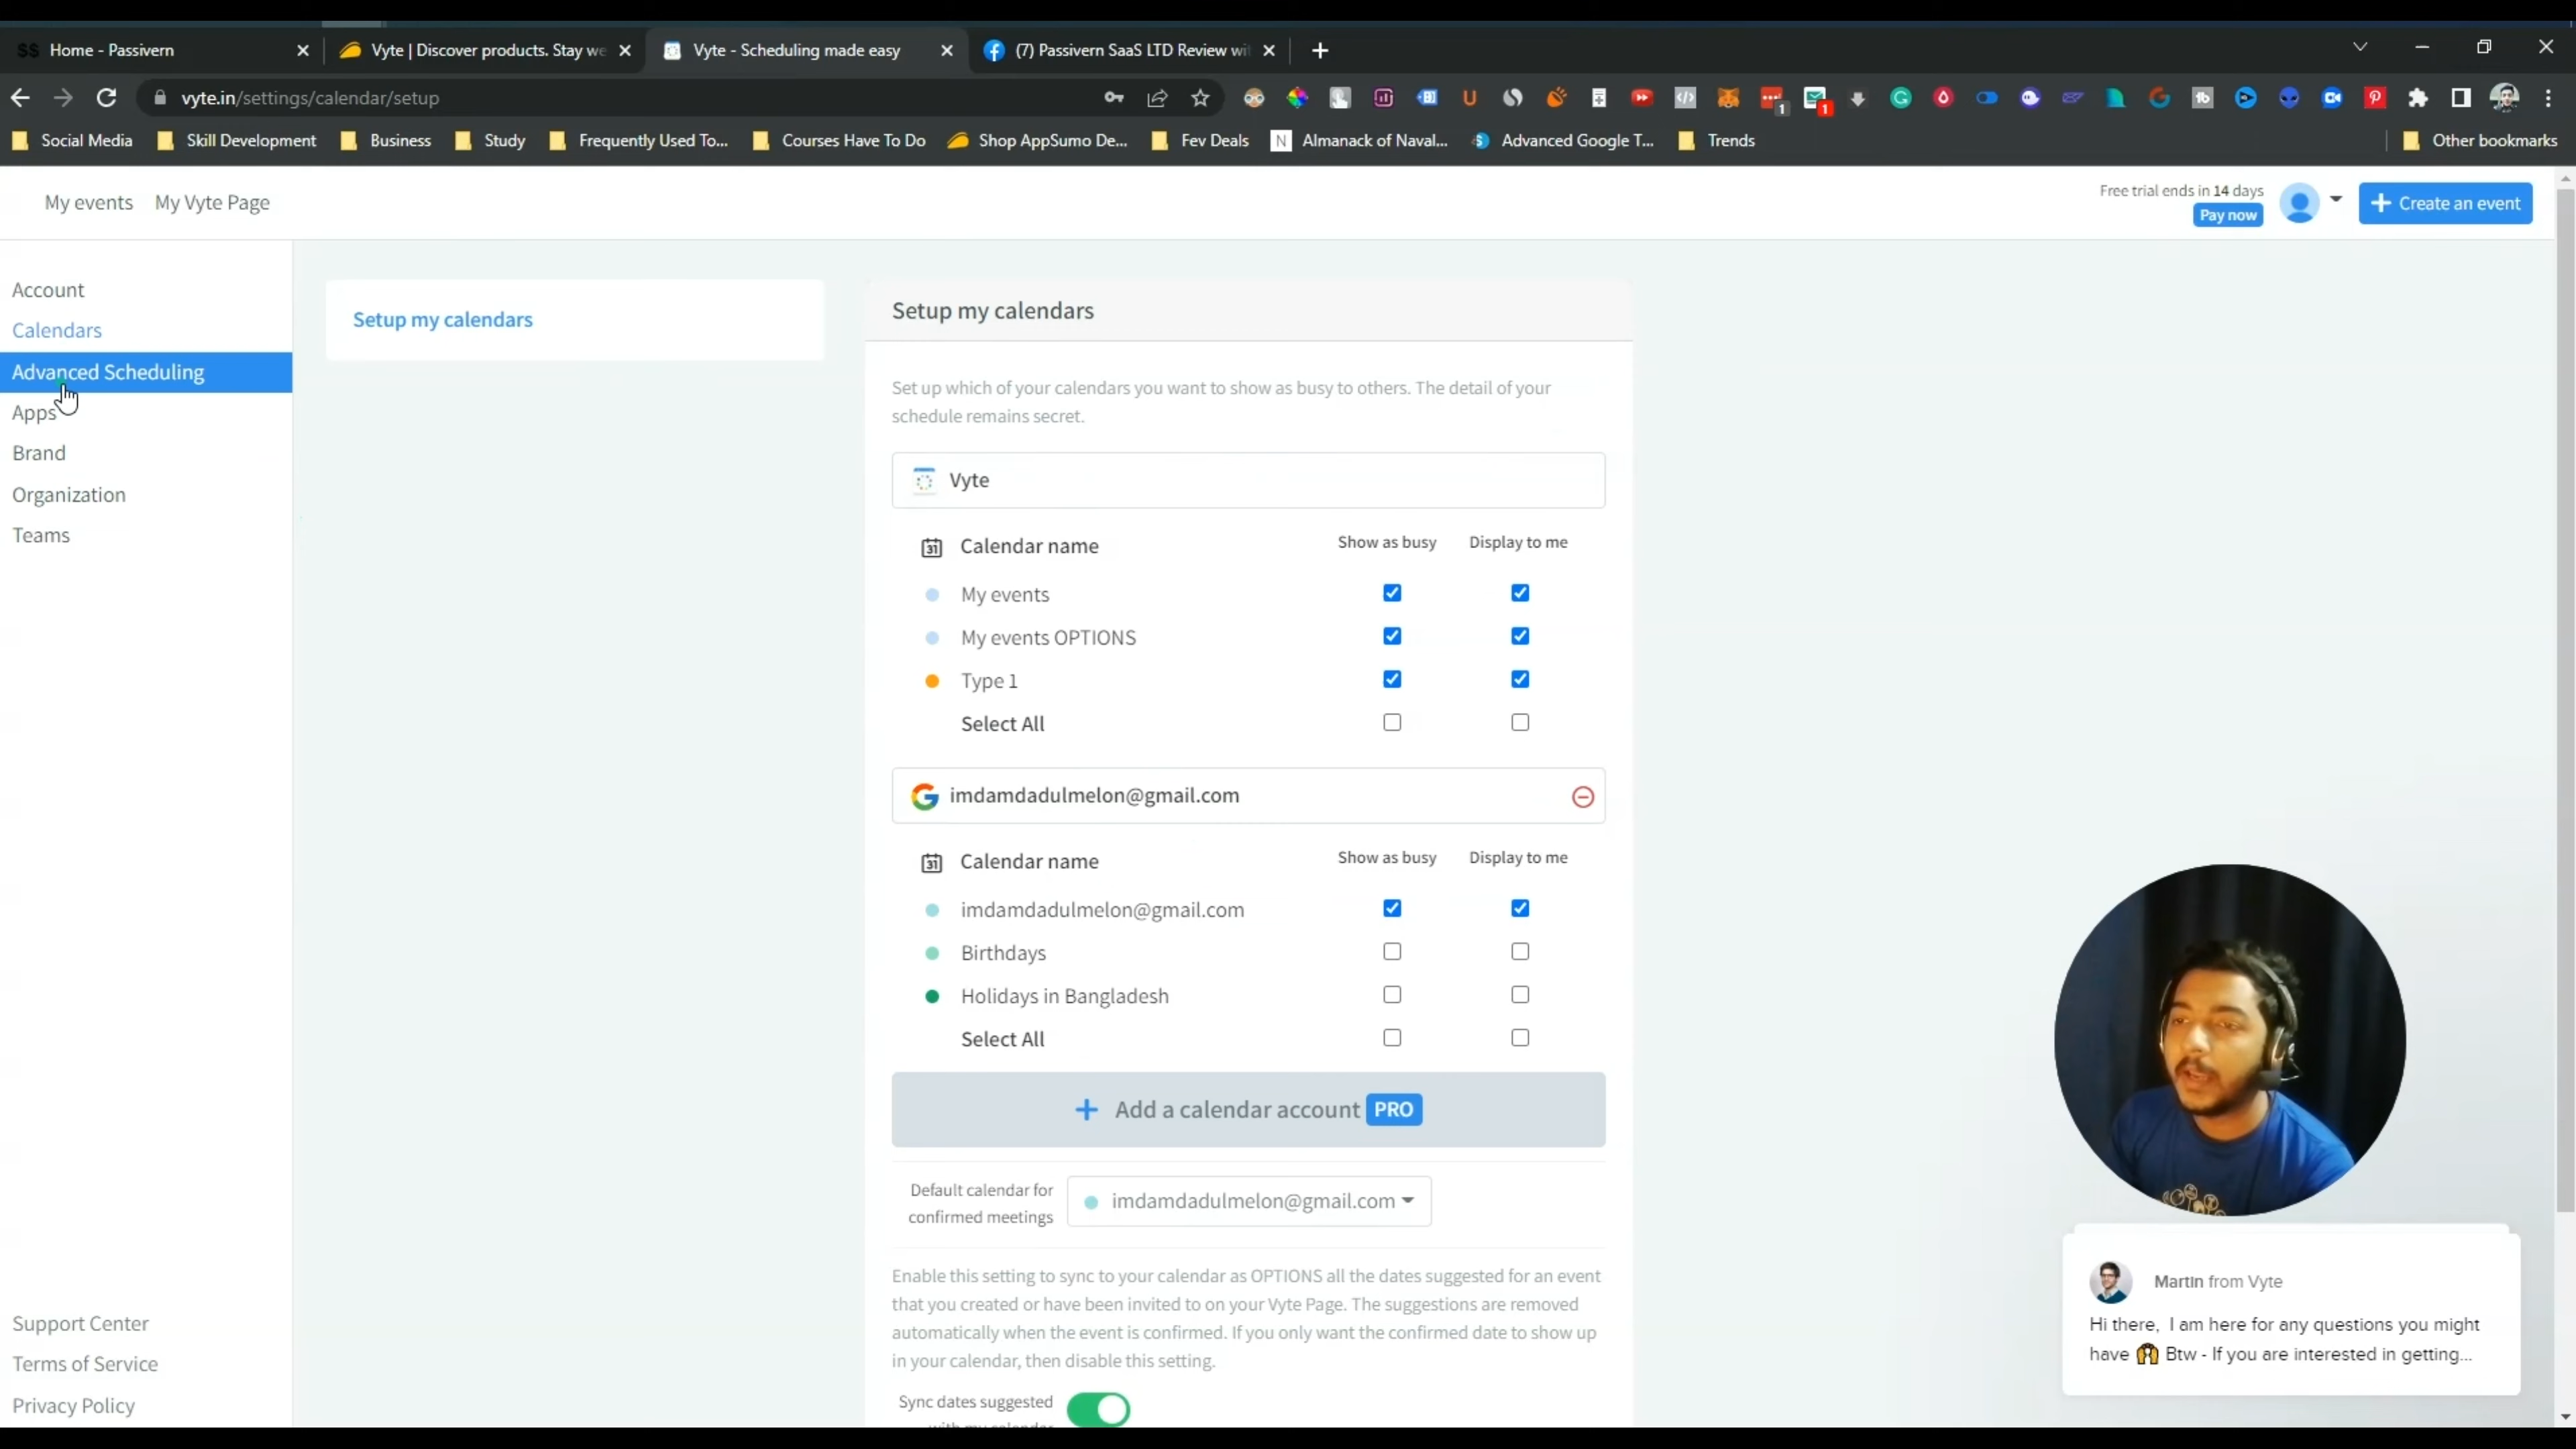 Home - Passivern
Vyte | Discover products. Stay we
Vyte - Scheduling made easy
(7) Passivern SaaS LTD Review wit
vyte.in/settings/calendar/setup
Social Media
Skill Development
Business
Study
Frequently Used To...
Courses Have To Do
Shop AppSumo De...
Fev Deals
Almanack of Naval...
Advanced Google T...
Trends
Other bookmarks
My events
My Vyte Page
Free trial ends in 14 days
Pay now
Create an event
Account
Calendars
Advanced Scheduling
Apps
Brand
Organization
Teams
Support Center
Terms of Service
Privacy Policy
Setup my calendars
Setup my calendars
Set up which of your calendars you want to show as busy to others. The detail of your
schedule remains secret.
Vyte
Calendar name Show as busy Display to me
My events
My events OPTIONS
Type 1
Select All
imdamdadulmelon@gmail.com
Calendar name Show as busy Display to me
imdamdadulmelon@gmail.com
Birthdays
Holidays in Bangladesh
Select All
Add a calendar account PRO
Default calendar for
confirmed meetings
imdamdadulmelon@gmail.com
Enable this setting to sync to your calendar as OPTIONS all the dates suggested for an event
that you created or have been invited to on your Vyte Page. The suggestions are removed
automatically when the event is confirmed. If you only want the confirmed date to show up
in your calendar, then disable this setting.
Sync dates suggested
with my calendar
Martin from Vyte
Hi there, I am here for any questions you might
have 🙌 Btw - If you are interested in getting...